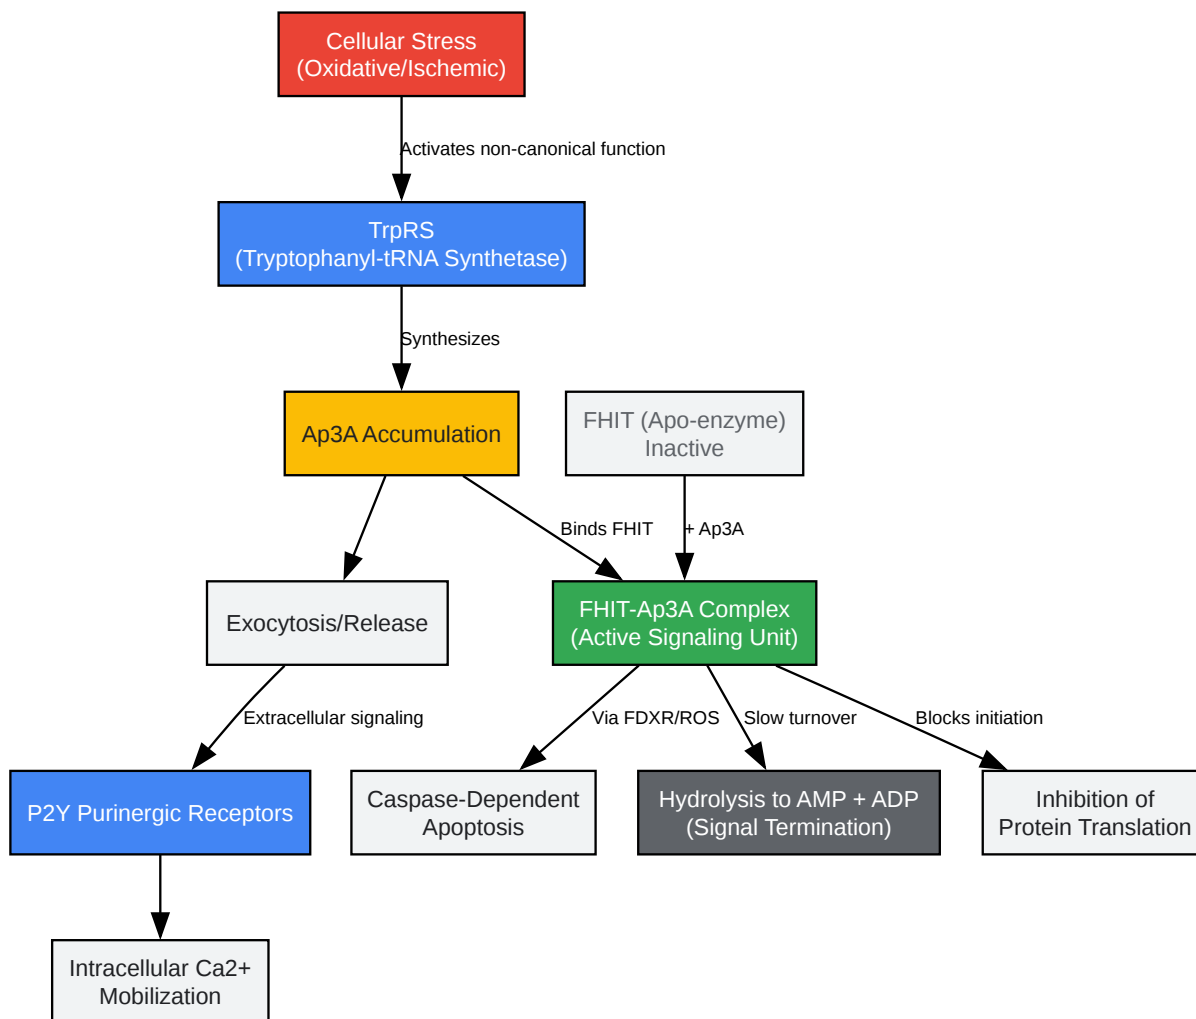 Cellular Stress
(Oxidative/Ischemic)
Activates non-canonical function
TrpRS
(Tryptophanyl-tRNA Synthetase)
Synthesizes
Ap3A Accumulation
FHIT (Apo-enzyme)
Inactive
Binds FHIT
+ Ap3A
Exocytosis/Release
FHIT-Ap3A Complex
(Active Signaling Unit)
Extracellular signaling
Via FDXR/ROS
Slow turnover
Blocks initiation
P2Y Purinergic Receptors
Caspase-Dependent
Apoptosis
Hydrolysis to AMP + ADP
(Signal Termination)
Inhibition of
Protein Translation
Intracellular Ca2+
Mobilization